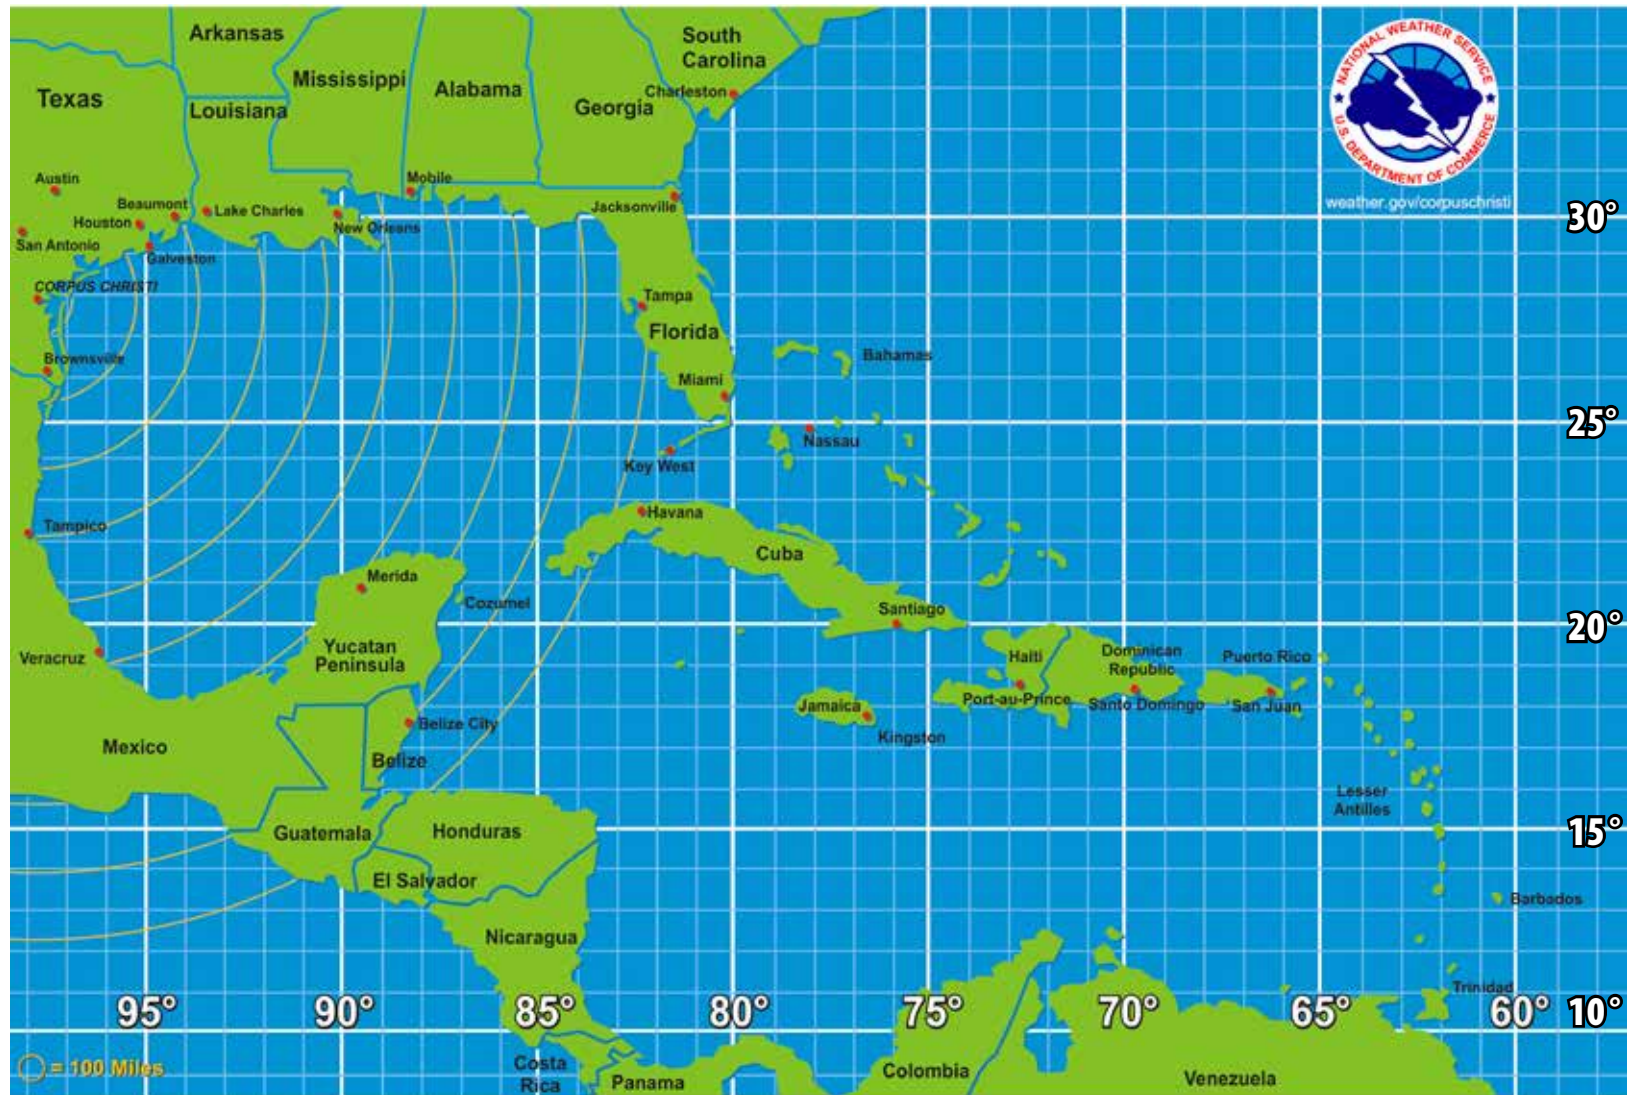 Arkansas
South
Carolina
Mississippi
Alabama
Texas
Louisiana
Georgia
Charleston
NATIONAL WEATHER SERVICE
U.S. DEPARTMENT OF COMMERCE
weather.gov/corpuschristi
Austin
Mobile
Beaumont
Lake Charles
Jacksonville
Houston
New Orleans
30°
San Antonio
Galveston
CORPUS CHRISTI
Tampa
Florida
Brownsville
Bahamas
Miami
25°
Nassau
Key West
Tampico
Havana
Cuba
Merida
Cozumel
Santiago
20°
Veracruz
Yucatan
Peninsula
Haiti
Dominican
Republic
Puerto Rico
Port-au-Prince
Santo Domingo
San Juan
Jamaica
Belize City
Kingston
Mexico
Belize
Lesser
Antilles
Guatemala
Honduras
15°
El Salvador
Barbados
Nicaragua
Trinidad
95°
90°
85°
80°
75°
70°
65°
60°
10°
= 100 Miles
Costa
Rica
Panama
Colombia
Venezuela